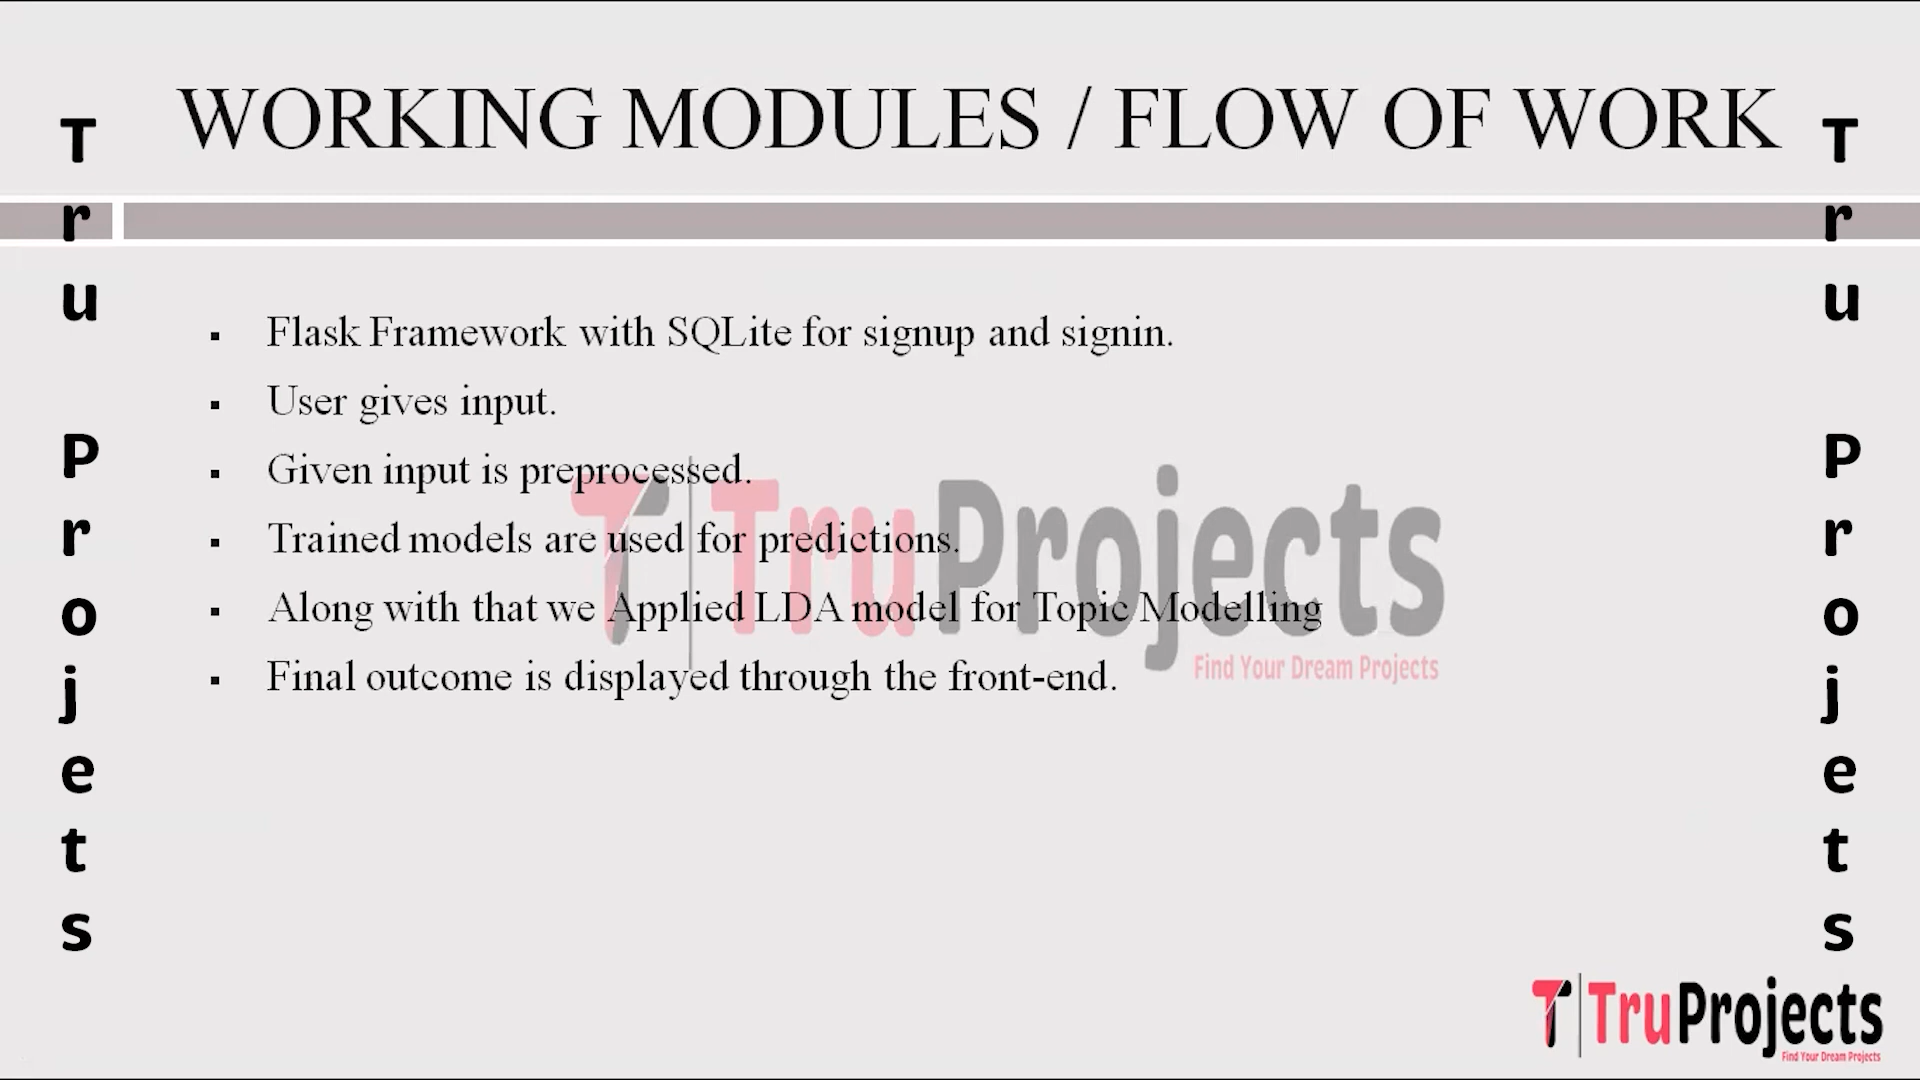 WORKING MODULES / FLOW OF WORK
Tru Projets
Tru Projets
▪ Flask Framework with SQLite for signup and signin.
▪ User gives input.
▪ Given input is preprocessed.
▪ Trained models are used for predictions.
▪ Along with that we Applied LDA model for Topic Modelling
▪ Final outcome is displayed through the front-end.
TruProjects
Find Your Dream Projects
TruProjects
Find Your Dream Projects